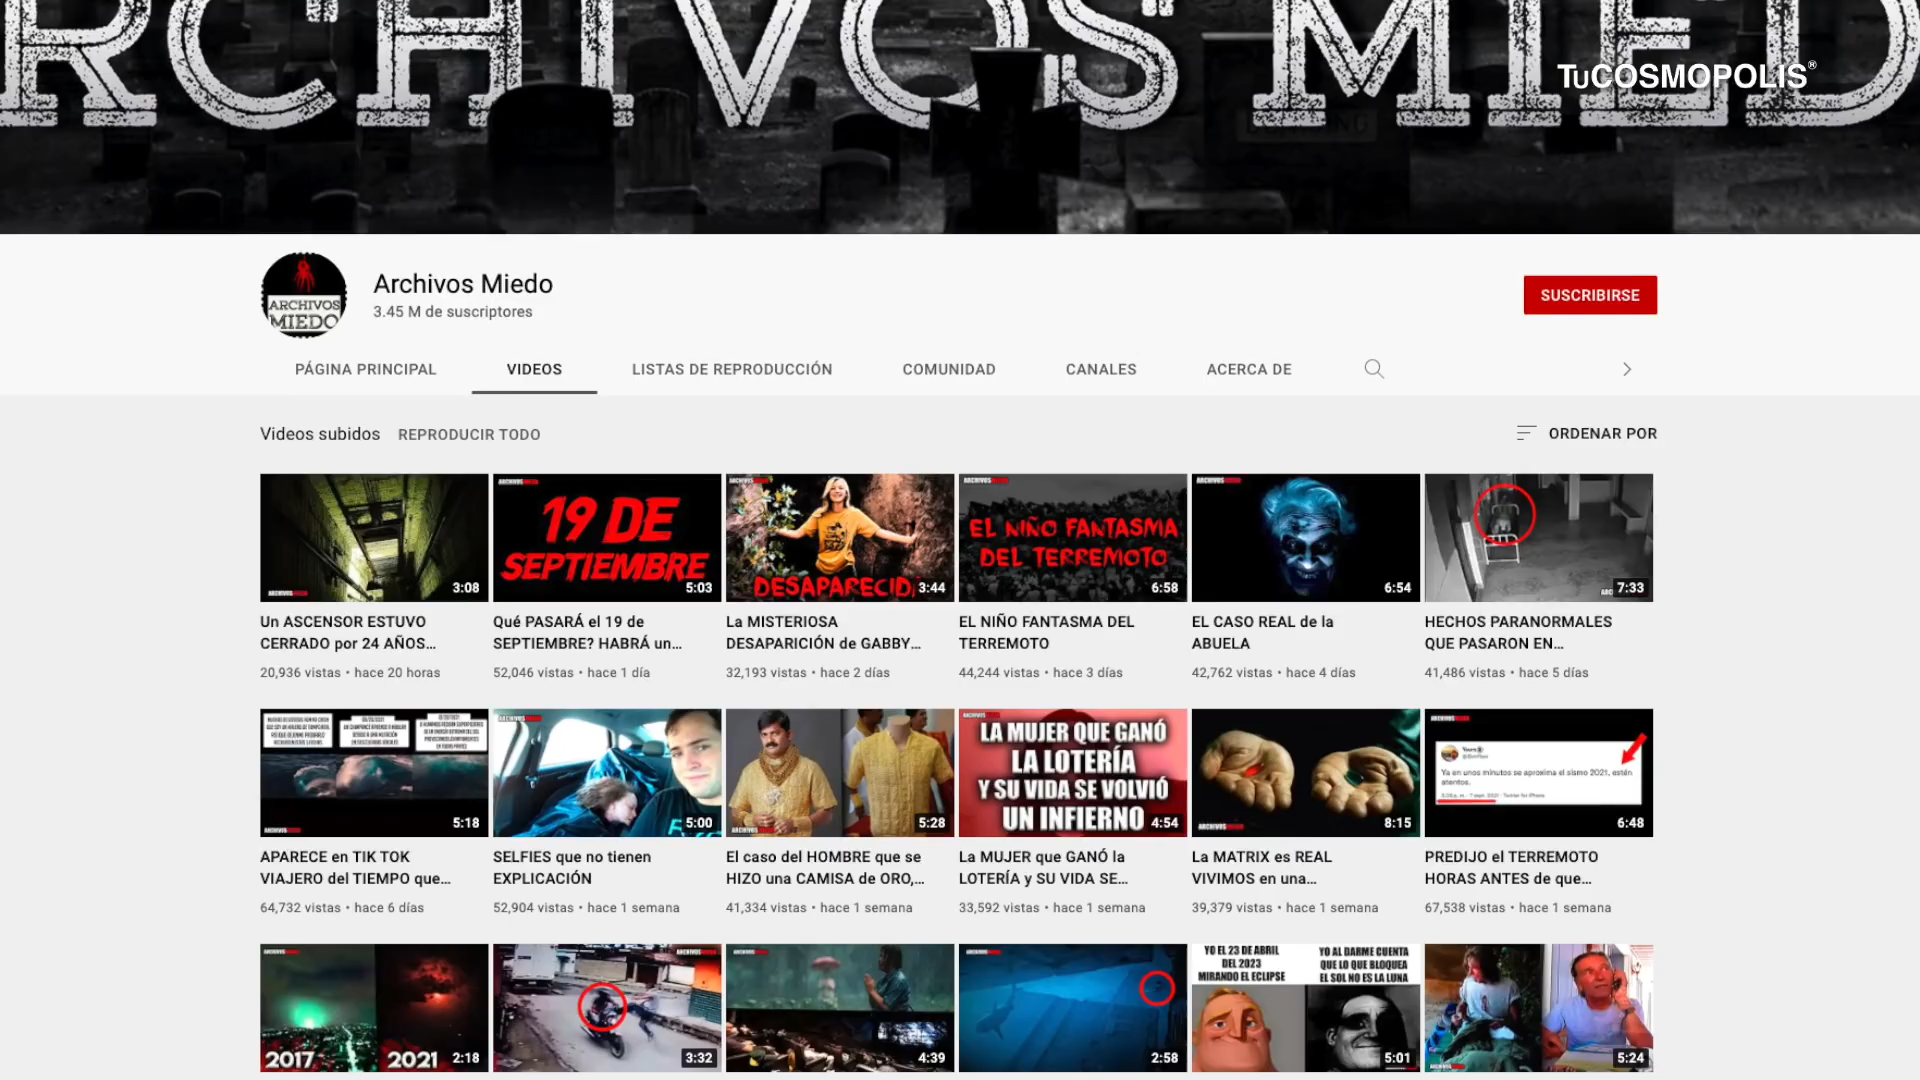 ARCHIVOS MIED
TuCOSMOPOLIS®
ARCHIVOS
MIEDO
Archivos Miedo
3.45 M de suscriptores
SUSCRIBIRSE
PÁGINA PRINCIPAL
VIDEOS
LISTAS DE REPRODUCCIÓN
COMUNIDAD
CANALES
ACERCA DE
Videos subidos
REPRODUCIR TODO
ORDENAR POR
3:08
19 DE
SEPTIEMBRE
5:03
DESAPARECID
3:44
EL NIÑO FANTASMA
DEL TERREMOTO
6:58
6:54
7:33
Un ASCENSOR ESTUVO
CERRADO por 24 AÑOS…
20,936 vistas • hace 20 horas
Qué PASARÁ el 19 de
SEPTIEMBRE? HABRÁ un…
52,046 vistas • hace 1 día
La MISTERIOSA
DESAPARICIÓN de GABBY…
32,193 vistas • hace 2 días
EL NIÑO FANTASMA DEL
TERREMOTO
44,244 vistas • hace 3 días
EL CASO REAL de la
ABUELA
42,762 vistas • hace 4 días
HECHOS PARANORMALES
QUE PASARON EN…
41,486 vistas • hace 5 días
5:18
5:00
5:28
LA MUJER QUE GANÓ
LA LOTERÍA
Y SU VIDA SE VOLVIÓ
UN INFIERNO
4:54
8:15
Ya en unos minutos se aproxima el sismo 2021, estén
atentos.
6:48
APARECE en TIK TOK
VIAJERO del TIEMPO que…
64,732 vistas • hace 6 días
SELFIES que no tienen
EXPLICACIÓN
52,904 vistas • hace 1 semana
El caso del HOMBRE que se
HIZO una CAMISA de ORO,…
41,334 vistas • hace 1 semana
La MUJER que GANÓ la
LOTERÍA y SU VIDA SE…
33,592 vistas • hace 1 semana
La MATRIX es REAL
VIVIMOS en una…
39,379 vistas • hace 1 semana
PREDIJO el TERREMOTO
HORAS ANTES de que…
67,538 vistas • hace 1 semana
2017
2021
2:18
3:32
4:39
2:58
YO EL 23 DE ABRIL
DEL 2023
MIRANDO EL ECLIPSE
YO AL DARME CUENTA
QUE LO QUE BLOQUEA
EL SOL NO ES LA LUNA
5:01
5:24